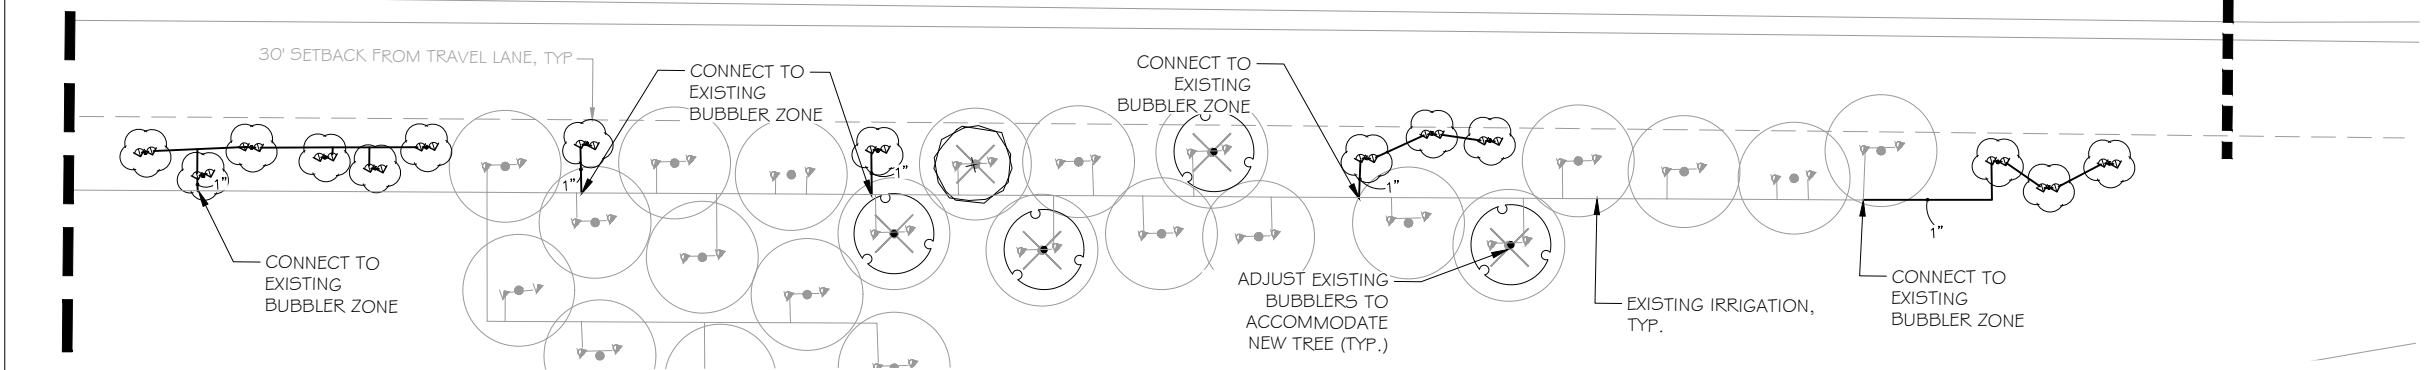 30' SETBACK FROM TRAVEL LANE, TYP
CONNECT TO
EXISTING
BUBBLER ZONE
CONNECT TO
EXISTING
BUBBLER ZONE
1"
1"
1"
1"
1"
CONNECT TO
EXISTING
BUBBLER ZONE
ADJUST EXISTING
BUBBLERS TO
ACCOMMODATE
NEW TREE (TYP.)
EXISTING IRRIGATION,
TYP.
CONNECT TO
EXISTING
BUBBLER ZONE